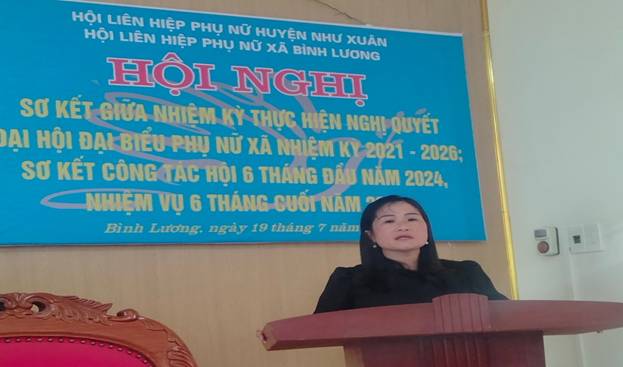 HỘI LIÊN HIỆP PHỤ NỮ HUYỆN NHƯ XUÂN
HỘI LIÊN HIỆP PHỤ NỮ XÃ BÌNH LƯƠNG
HỘI NGHỊ
SƠ KẾT GIỮA NHIỆM KỲ THỰC HIỆN NGHỊ QUYẾT
ĐẠI HỘI ĐẠI BIỂU PHỤ NỮ XÃ NHIỆM KỲ 2021 - 2026;
SƠ KẾT CÔNG TÁC HỘI 6 THÁNG ĐẦU NĂM 2024,
NHIỆM VỤ 6 THÁNG CUỐI NĂM 2
Bình Lương, ngày 19 tháng 7 năm